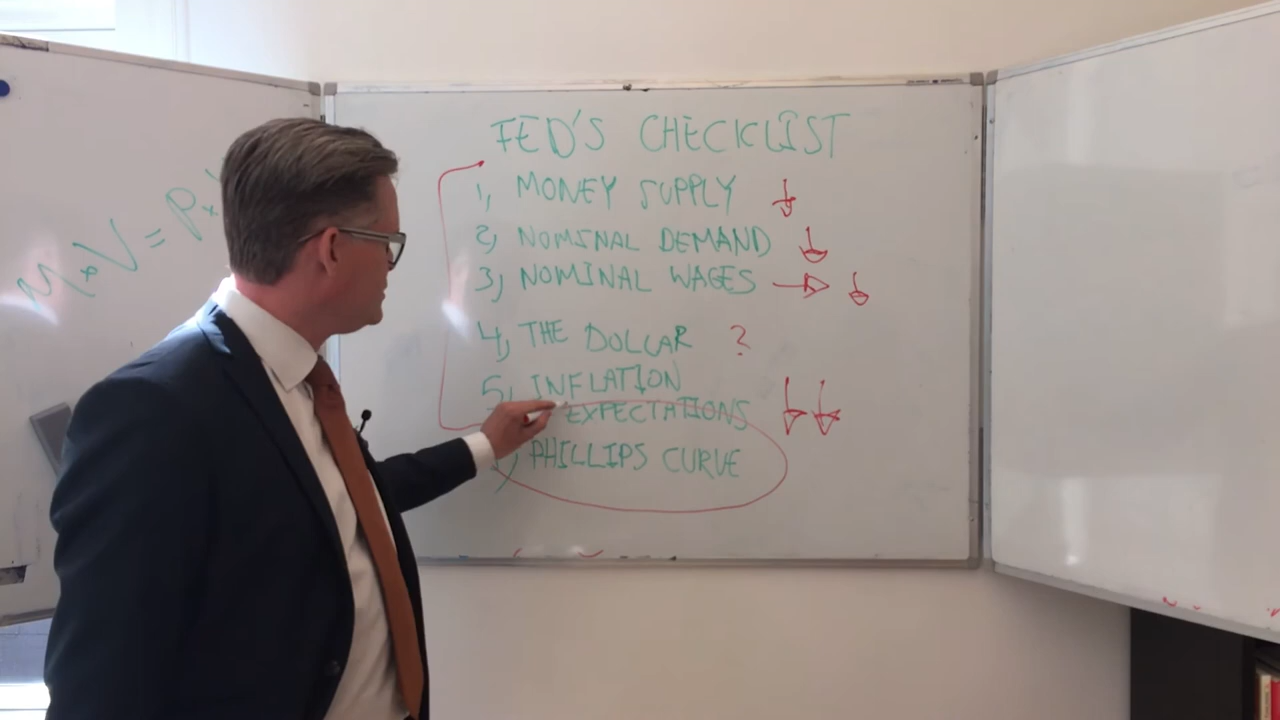 M * V = P *
FED'S CHECKLIST
1, MONEY SUPPLY ↓
2, NOMINAL DEMAND ↓
3, NOMINAL WAGES → ↓
4, THE DOLLAR ?
5, INFLATION
EXPECTATIONS ↓ ↓
PHILLIPS CURVE